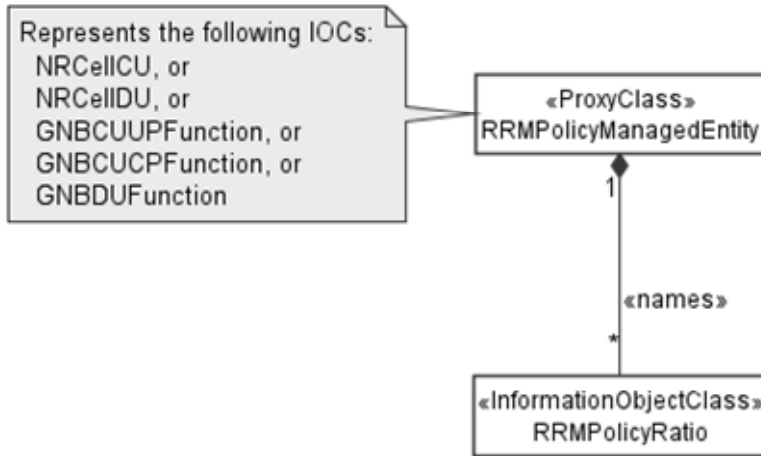 Represents the following IOCs:
NRCellCU, or
NRCellDU, or
GNBCUUPFunction, or
GNBCUCPFunction, or
GNBDUFunction
«ProxyClass»
RRMPolicyManagedEntity
1
«names»
*
«InformationObjectClass»
RRMPolicyRatio